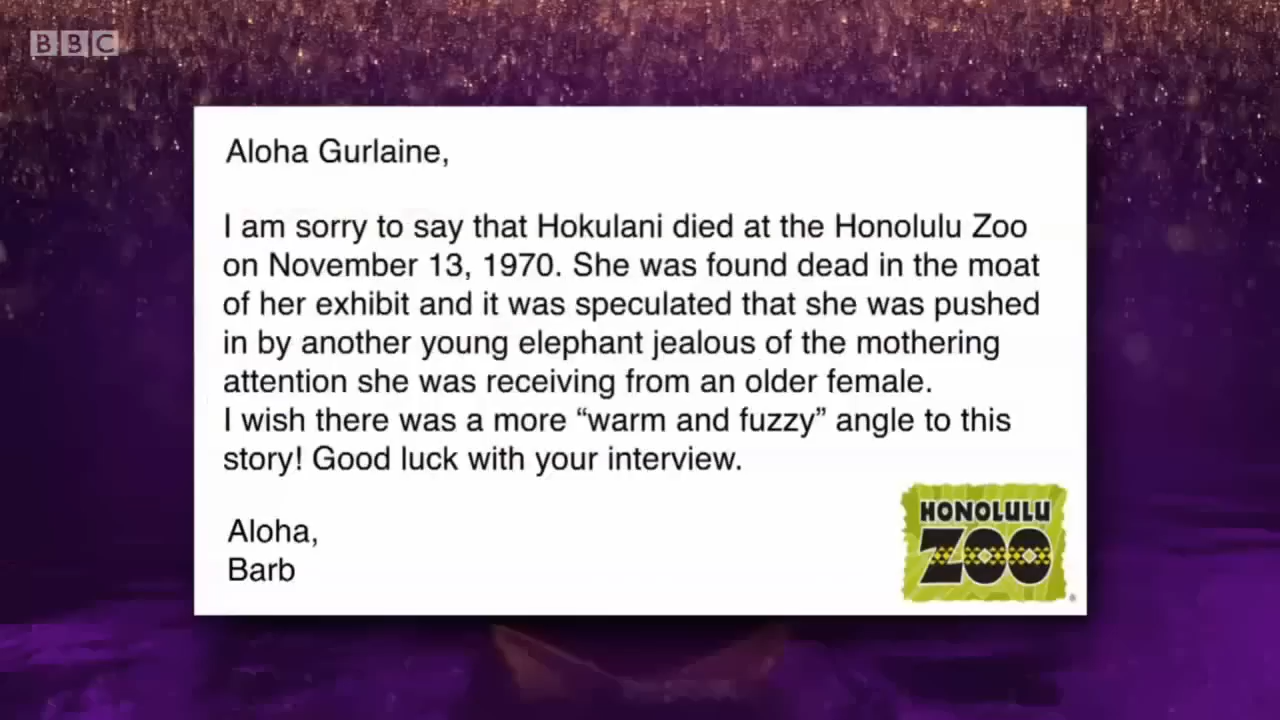 BBC
Aloha Gurlaine,
I am sorry to say that Hokulani died at the Honolulu Zoo
on November 13, 1970. She was found dead in the moat
of her exhibit and it was speculated that she was pushed
in by another young elephant jealous of the mothering
attention she was receiving from an older female.
I wish there was a more “warm and fuzzy” angle to this
story! Good luck with your interview.
Aloha,
Barb
HONOLULU
ZOO